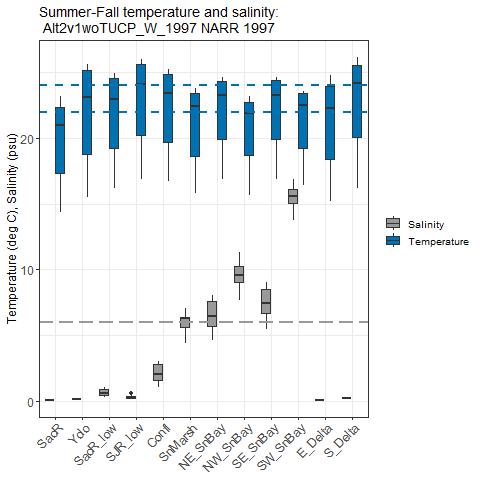 Summer-Fall temperature and salinity:
Alt2v1woTUCP_W_1997 NARR 1997
Temperature (deg C), Salinity (psu)
20
10
0
Salinity
Temperature
SacR
Yolo
SacR_low
SJR_low
Confl
SnMarsh
NE_SnBay
NW_SnBay
SE_SnBay
SW_SnBay
E_Delta
S_Delta